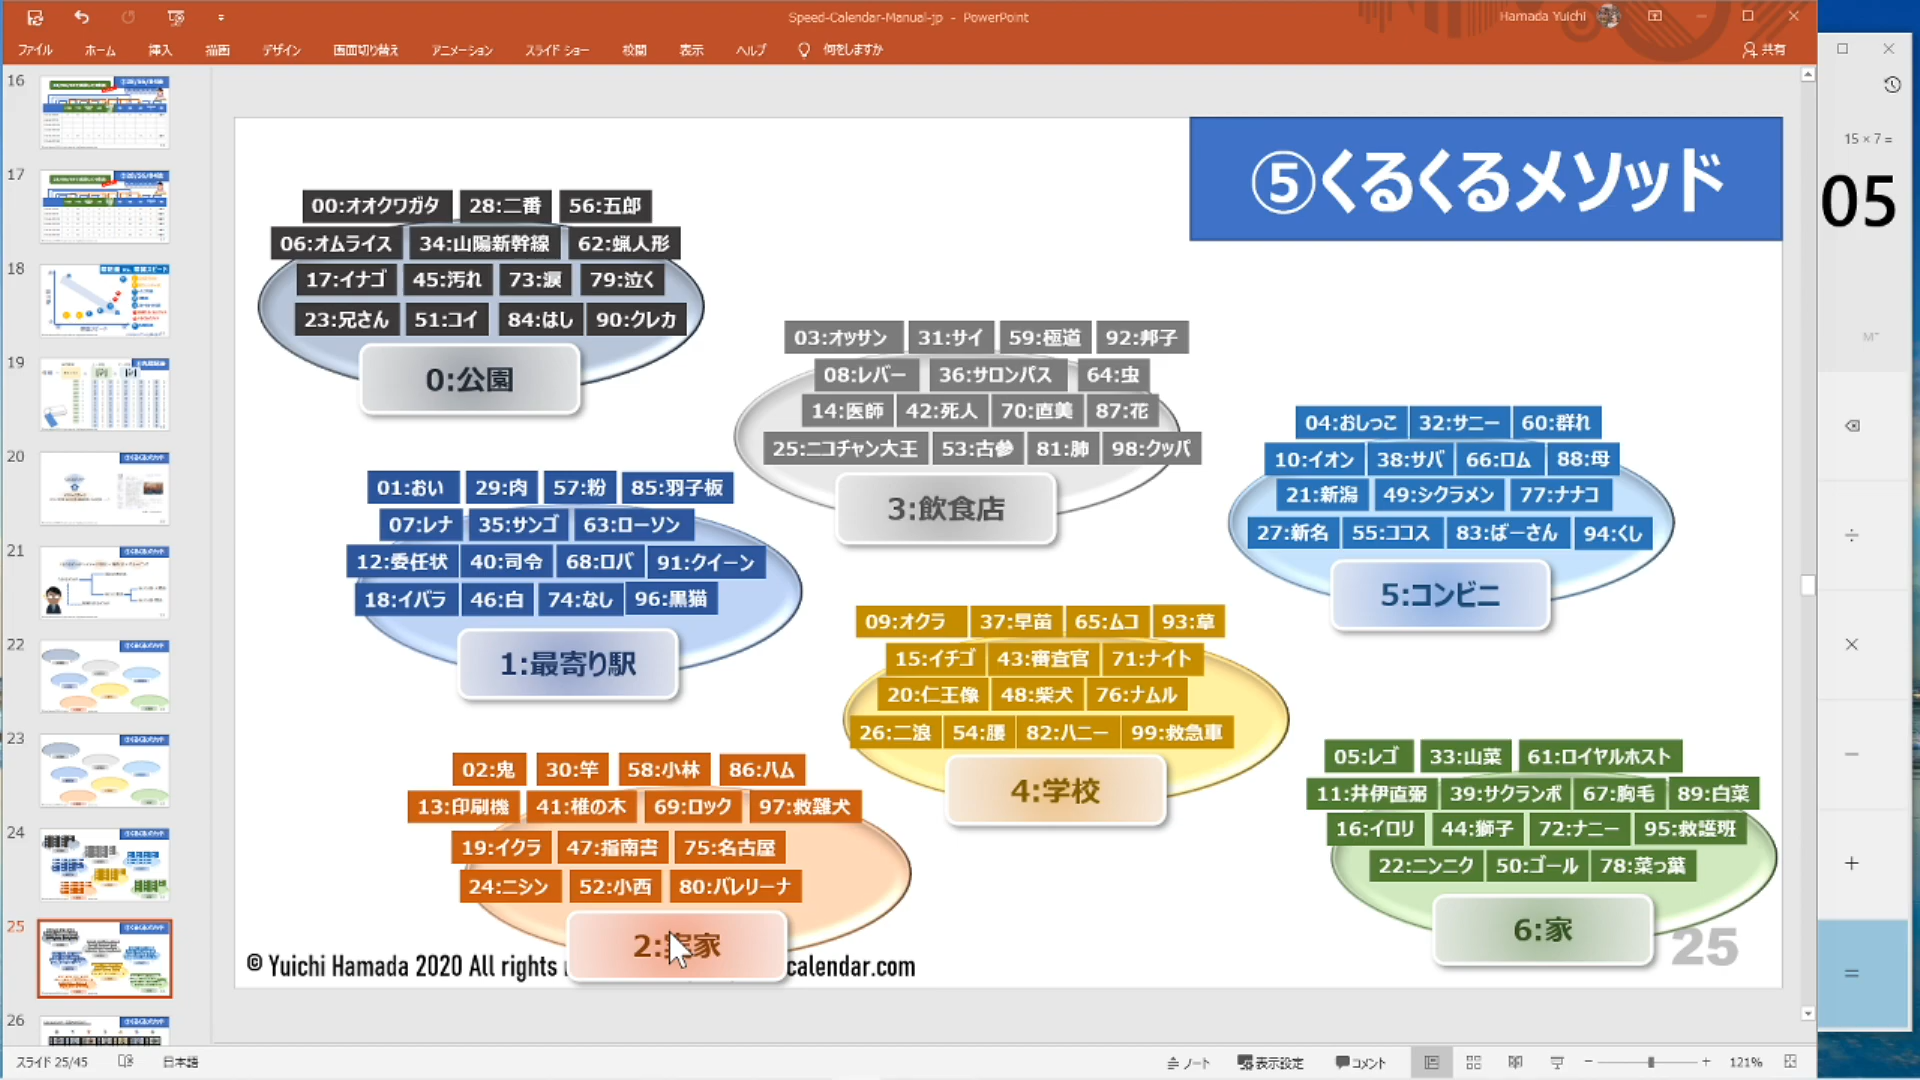 Speed-Calendar-Manual-jp - PowerPoint
Hamada Yuichi
ファイル ホーム 挿入 描画 デザイン 画面切り替え アニメーション スライド ショー 校閲 表示 ヘルプ 何をしますか 共有
⑤くるくるメソッド
00:オオクワガタ 28:二番 56:五郎
06:オムライス 34:山陽新幹線 62:蝋人形
17:イナゴ 45:汚れ 73:涙 79:泣く
23:兄さん 51:コイ 84:はし 90:クレカ
0:公園
03:オッサン 31:サイ 59:極道 92:邦子
08:レバー 36:サロンパス 64:虫
14:医師 42:死人 70:直美 87:花
25:ニコチャン大王 53:古参 81:肺 98:クッパ
3:飲食店
04:おしっこ 32:サニー 60:群れ
10:イオン 38:サバ 66:ロム 88:母
21:新潟 49:シクラメン 77:ナナコ
27:新名 55:ココス 83:ばーさん 94:くし
5:コンビニ
01:おい 29:肉 57:粉 85:羽子板
07:レナ 35:サンゴ 63:ローソン
12:委任状 40:司令 68:ロバ 91:クイーン
18:イバラ 46:白 74:なし 96:黒猫
1:最寄り駅
09:オクラ 37:早苗 65:ムコ 93:草
15:イチゴ 43:審査官 71:ナイト
20:仁王像 48:柴犬 76:ナムル
26:二浪 54:腰 82:ハニー 99:救急車
4:学校
02:鬼 30:竿 58:小林 86:ハム
13:印刷機 41:椎の木 69:ロック 97:救難犬
19:イクラ 47:指南書 75:名古屋
24:ニシン 52:小西 80:バレリーナ
2:実家
05:レゴ 33:山菜 61:ロイヤルホスト
11:井伊直弼 39:サクランボ 67:胸毛 89:白菜
16:イロリ 44:獅子 72:ナニー 95:救護班
22:ニンニク 50:ゴール 78:菜っ葉
6:家
25
© Yuichi Hamada 2020 All rights calendar.com
16
17
18
19
20
21
22
23
24
25
26
15 × 7 =
05
M⁻
÷
×
−
+
=
スライド 25/45 日本語 ノート 表示設定 コメント 121%